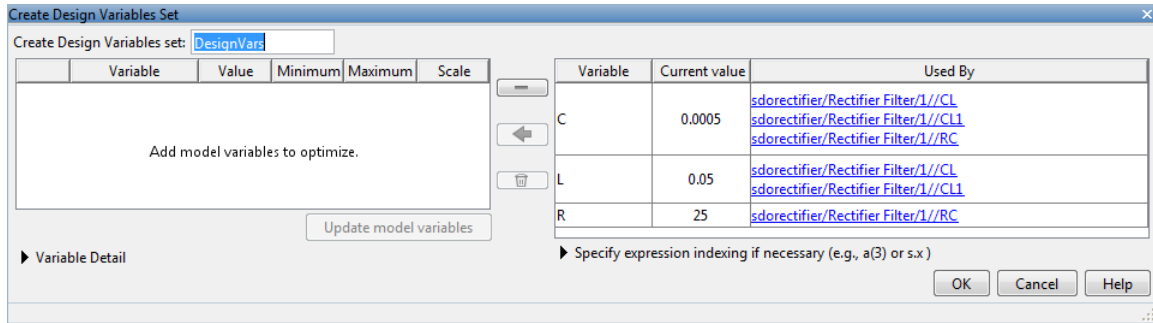 Create Design Variables Set
Create Design Variables set: DesignVars
Variable Value Minimum Maximum Scale
Add model variables to optimize.
Update model variables
Variable Detail
Variable Current value Used By
C 0.0005 sdorectifier/Rectifier Filter/1//CL
sdorectifier/Rectifier Filter/1//CL1
sdorectifier/Rectifier Filter/1//RC
L 0.05 sdorectifier/Rectifier Filter/1//CL
sdorectifier/Rectifier Filter/1//CL1
R 25 sdorectifier/Rectifier Filter/1//RC
Specify expression indexing if necessary (e.g., a(3) or s.x )
OK Cancel Help